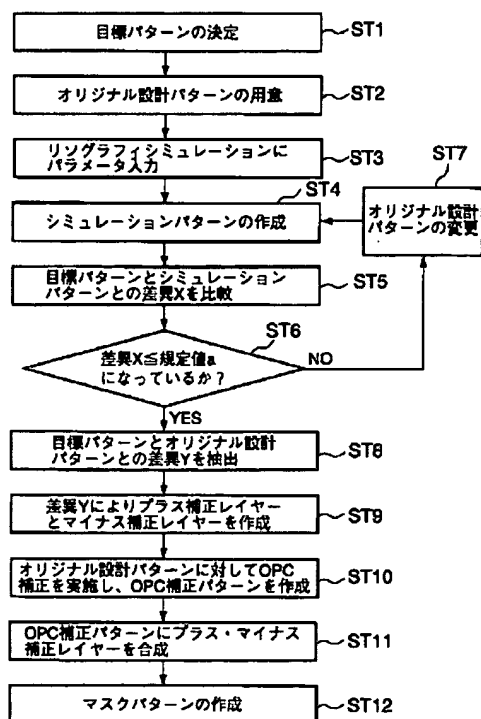 目標パターンの決定
ST1
オリジナル設計パターンの用意
ST2
リソグラフィシミュレーションに
パラメータ入力
ST3
ST4
シミュレーションパターンの作成
ST7
オリジナル設計
パターンの変更
目標パターンとシミュレーション
パターンとの差異Xを比較
ST5
ST6
差異X≦規定値a
になっているか?
NO
YES
目標パターンとオリジナル設計
パターンとの差異Yを抽出
ST8
差異Yによりプラス補正レイヤー
とマイナス補正レイヤーを作成
ST9
オリジナル設計パターンに対してOPC
補正を実施し、OPC補正パターンを作成
ST10
OPC補正パターンにプラス・マイナス
補正レイヤーを合成
ST11
マスクパターンの作成
ST12